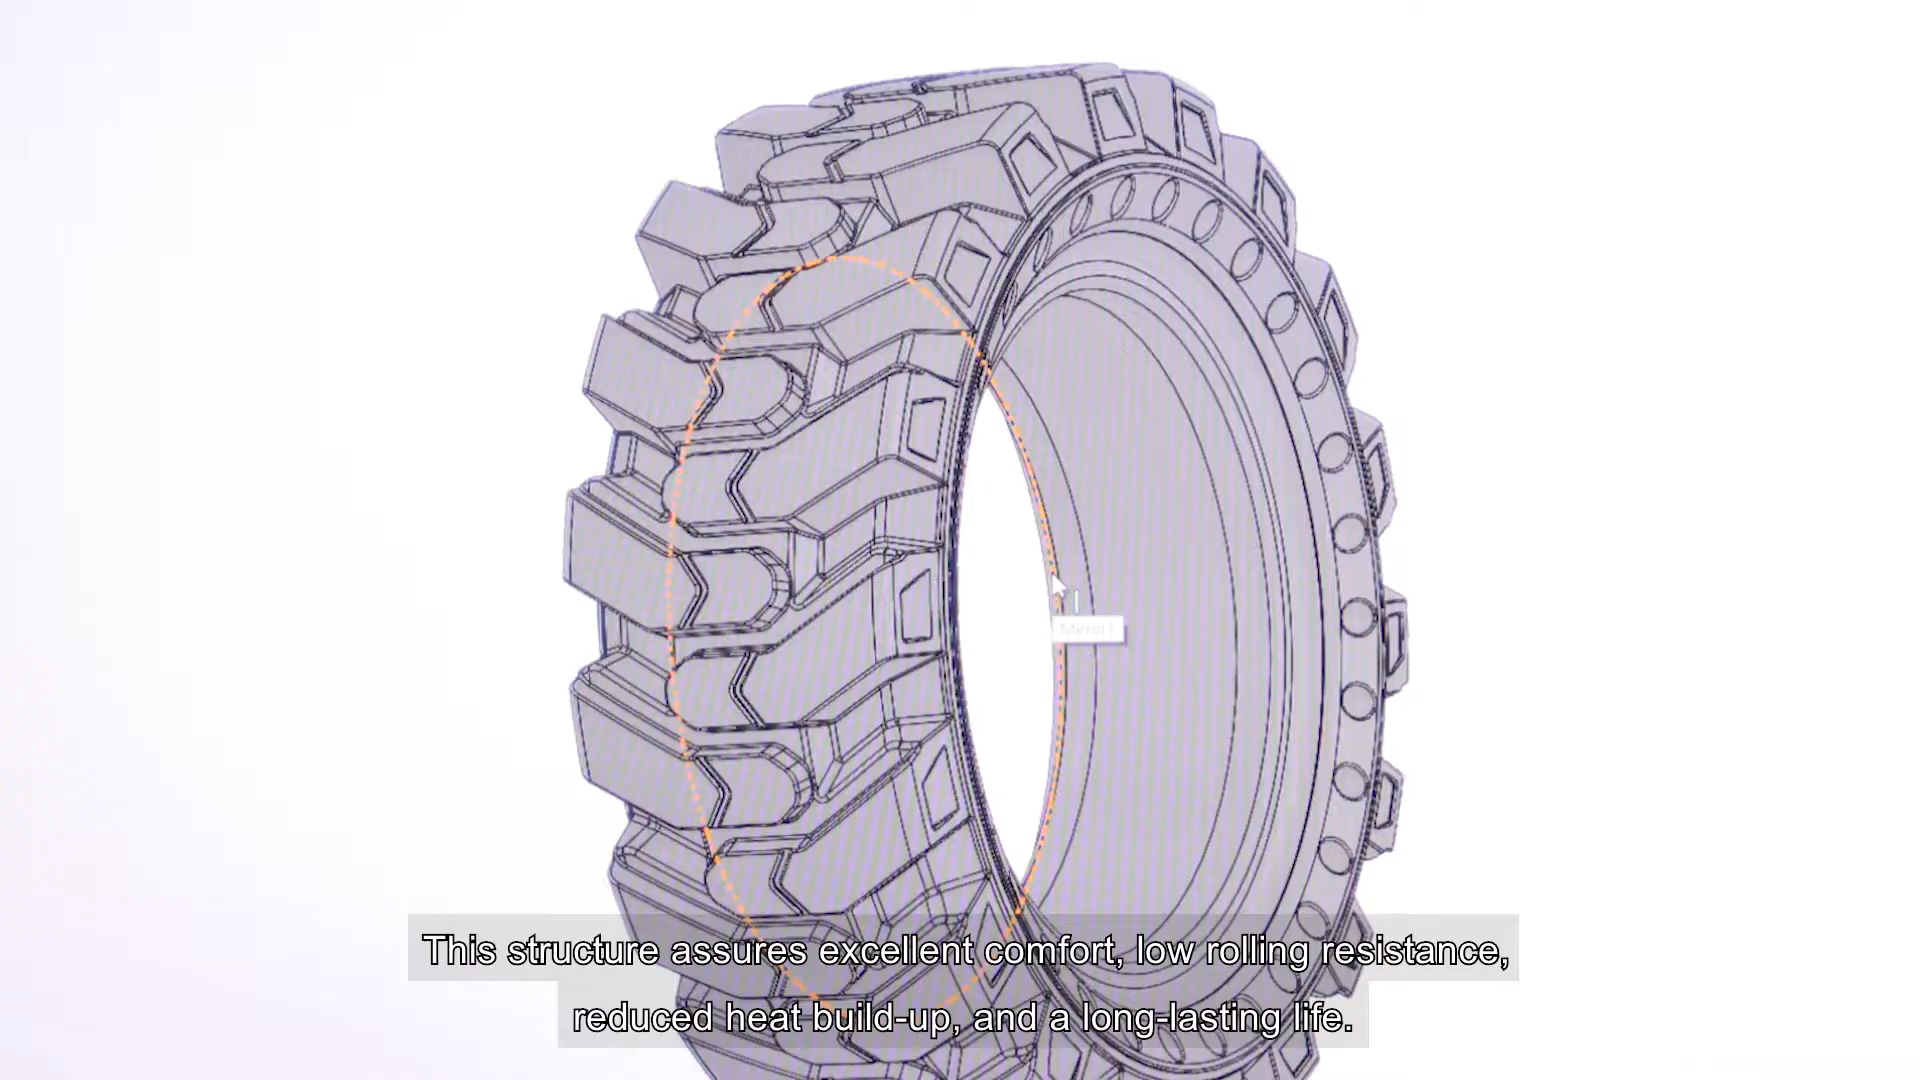 This structure assures excellent comfort, low rolling resistance,
reduced heat build-up, and a long-lasting life.